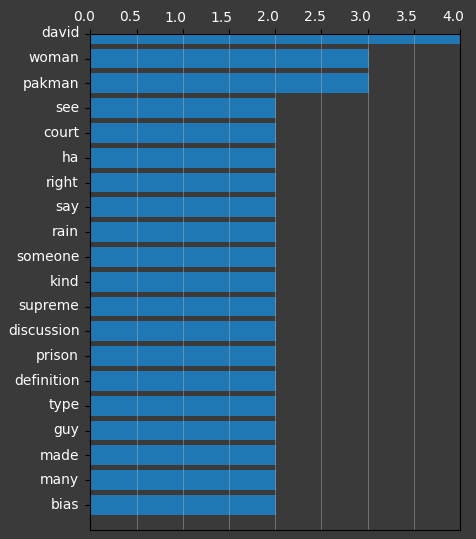 0.0 0.5 1.0 1.5 2.0 2.5 3.0 3.5 4.0
david
woman
pakman
see
court
ha
right
say
rain
someone
kind
supreme
discussion
prison
definition
type
guy
made
many
bias